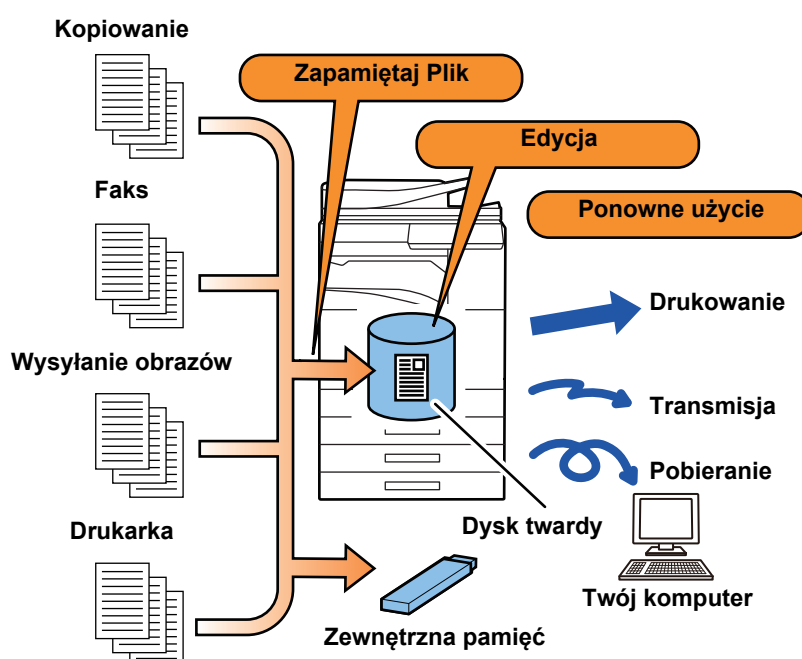 Kopiowanie
Zapamiętaj Plik
Edycja
Faks
Ponowne użycie
Drukowanie
Wysyłanie obrazów
Transmisja
Pobieranie
Drukarka
Dysk twardy
Twój komputer
Zewnętrzna pamięć